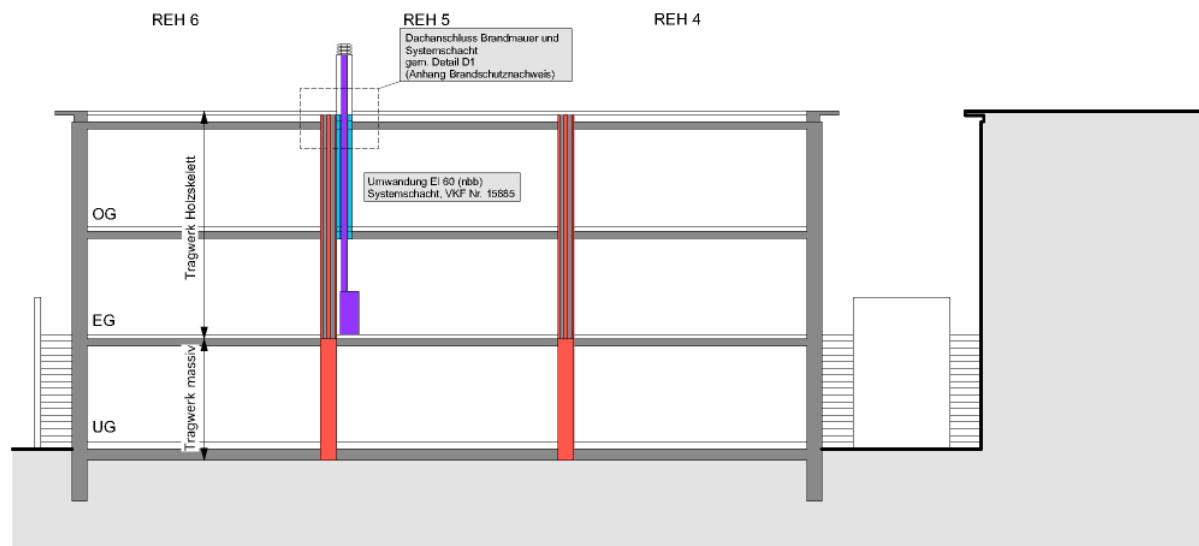 REH 6
REH 5
REH 4
Dachanschluss Brandmauer und
Systemschacht
gem. Detail D1
(Anhang Brandschutznachweis)
Umwandung EI 60 (nbb)
Systemschacht, VKF Nr. 15885
Tragwerk Holzskelett
OG
EG
Tragwerk massiv
UG